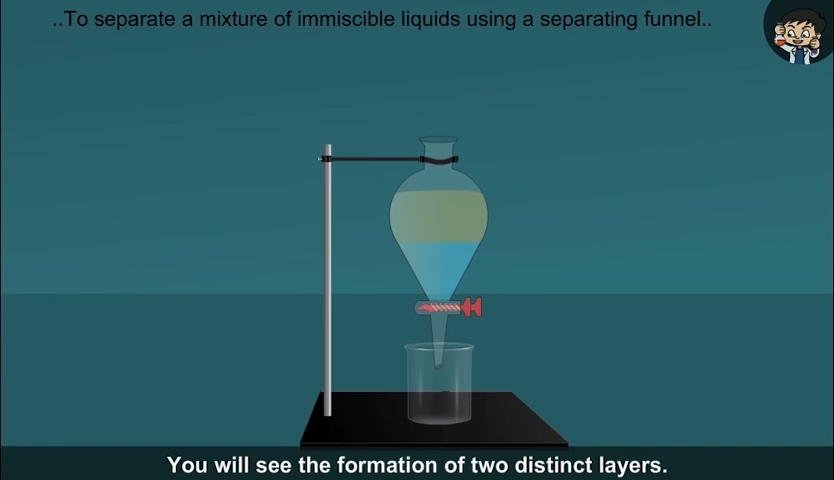 ..To separate a mixture of immiscible liquids using a separating funnel..
You will see the formation of two distinct layers.